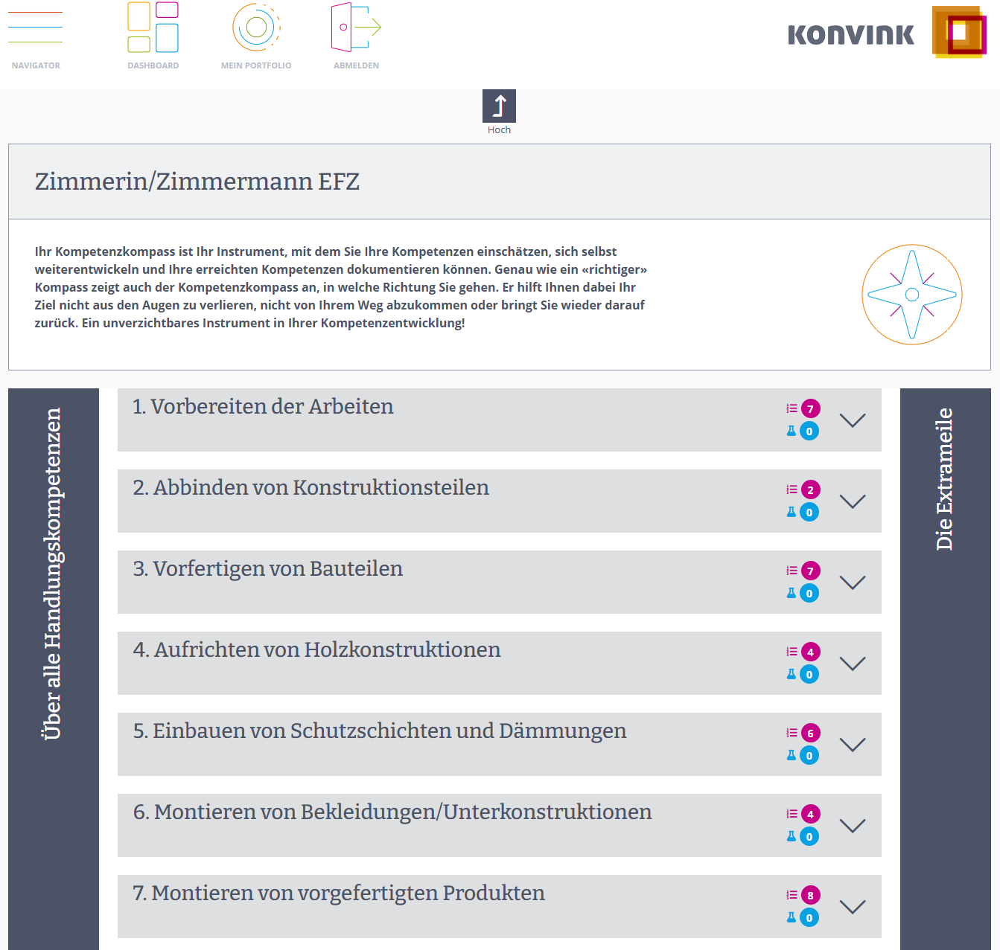 NAVIGATOR
DASHBOARD
MEIN PORTFOLIO
ABMELDEN
KONVINK
Hoch
Zimmerin/Zimmermann EFZ
Ihr Kompetenzkompass ist Ihr Instrument, mit dem Sie Ihre Kompetenzen einschätzen, sich selbst
weiterentwickeln und Ihre erreichten Kompetenzen dokumentieren können. Genau wie ein «richtiger»
Kompass zeigt auch der Kompetenzkompass an, in welche Richtung Sie gehen. Er hilft Ihnen dabei Ihr
Ziel nicht aus den Augen zu verlieren, nicht von Ihrem Weg abzukommen oder bringt Sie wieder darauf
zurück. Ein unverzichtbares Instrument in Ihrer Kompetenzentwicklung!
Über alle Handlungskompetenzen
1. Vorbereiten der Arbeiten
7
0
2. Abbinden von Konstruktionsteilen
2
0
3. Vorfertigen von Bauteilen
7
0
4. Aufrichten von Holzkonstruktionen
4
0
5. Einbauen von Schutzschichten und Dämmungen
6
0
6. Montieren von Bekleidungen/Unterkonstruktionen
4
0
7. Montieren von vorgefertigten Produkten
8
0
Die Extrameile